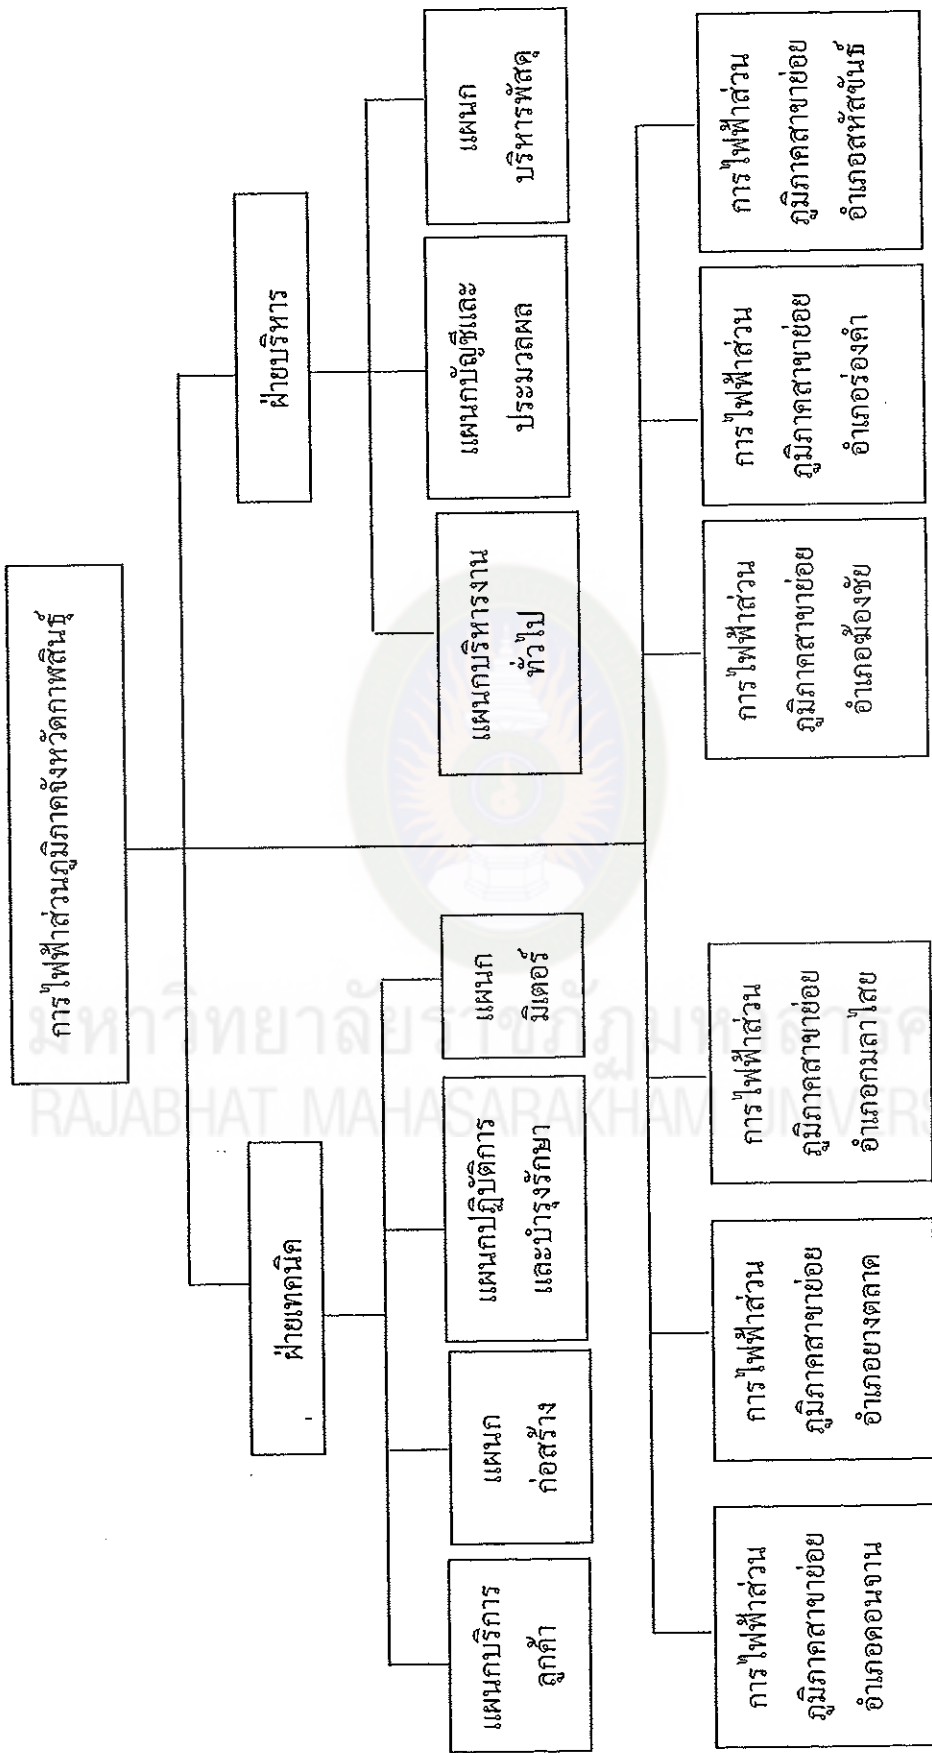 การไฟฟ้าส่วนภูมิภาคจังหวัดกาฬสินธุ์
ฝ่ายเทคนิค
ฝ่ายบริหาร
แผนกบริการ
ลูกค้า
แผนก
ก่อสร้าง
แผนกปฏิบัติการ
และบำรุงรักษา
แผนก
มิเตอร์
แผนกบริหารงาน
ทั่วไป
แผนกบัญชีและ
ประมวลผล
แผนก
บริหารพัสดุ
การไฟฟ้าส่วน
ภูมิภาคสาขาย่อย
อำเภอดอนจาน
การไฟฟ้าส่วน
ภูมิภาคสาขาย่อย
อำเภอยางตลาด
การไฟฟ้าส่วน
ภูมิภาคสาขาย่อย
อำเภอกมลาไสย
การไฟฟ้าส่วน
ภูมิภาคสาขาย่อย
อำเภอฆ้องชัย
การไฟฟ้าส่วน
ภูมิภาคสาขาย่อย
อำเภอร่องคำ
การไฟฟ้าส่วน
ภูมิภาคสาขาย่อย
อำเภอสหัสขันธ์
มหาวิทยาลัยราชภัฏมหาสารค
RAJABHAT MAHASARAKHAM UNIVERS